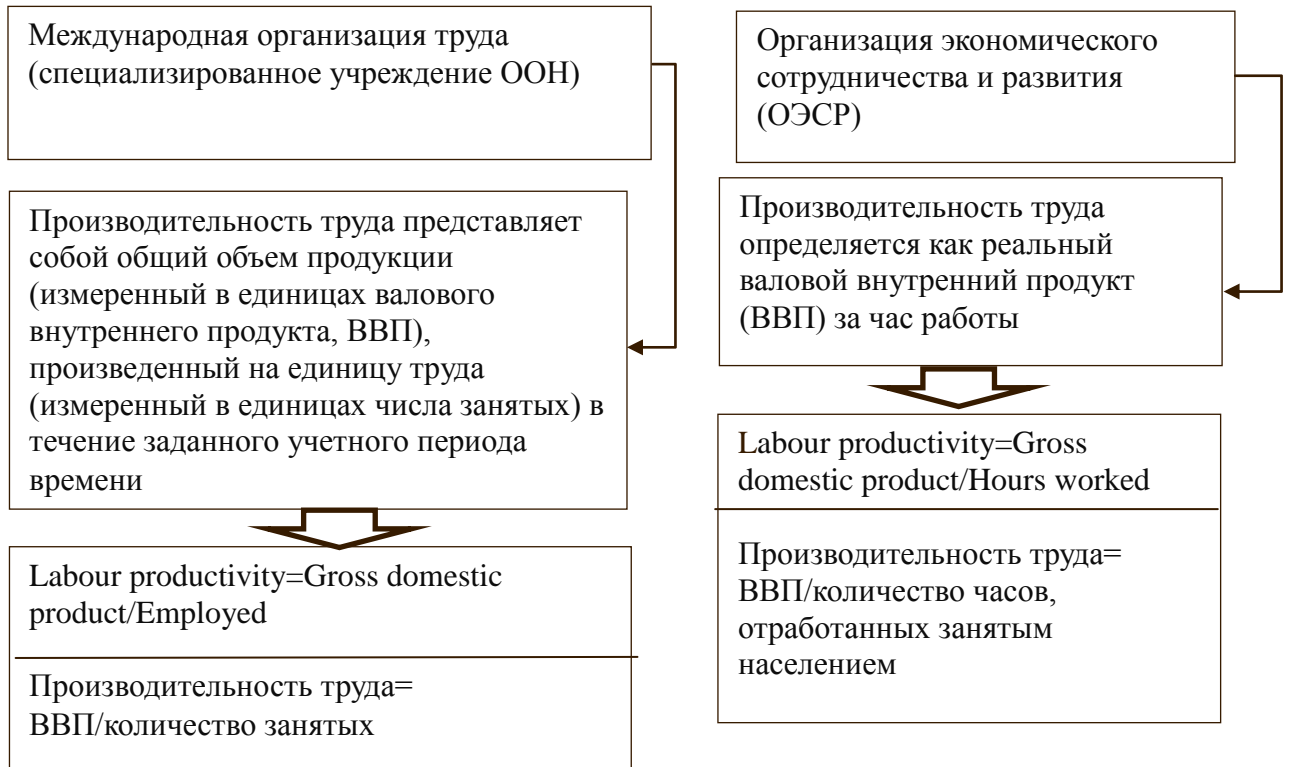 Международная организация труда
(специализированное учреждение ООН)
Производительность труда представляет
собой общий объем продукции
(измеренный в единицах валового
внутреннего продукта, ВВП),
произведенный на единицу труда
(измеренный в единицах числа занятых) в
течение заданного учетного периода
времени
Labour productivity=Gross domestic
product/Employed
Производительность труда=
ВВП/количество занятых
Организация экономического
сотрудничества и развития
(ОЭСР)
Производительность труда
определяется как реальный
валовой внутренний продукт
(ВВП) за час работы
Labour productivity=Gross
domestic product/Hours worked
Производительность труда=
ВВП/количество часов,
отработанных занятым
населением